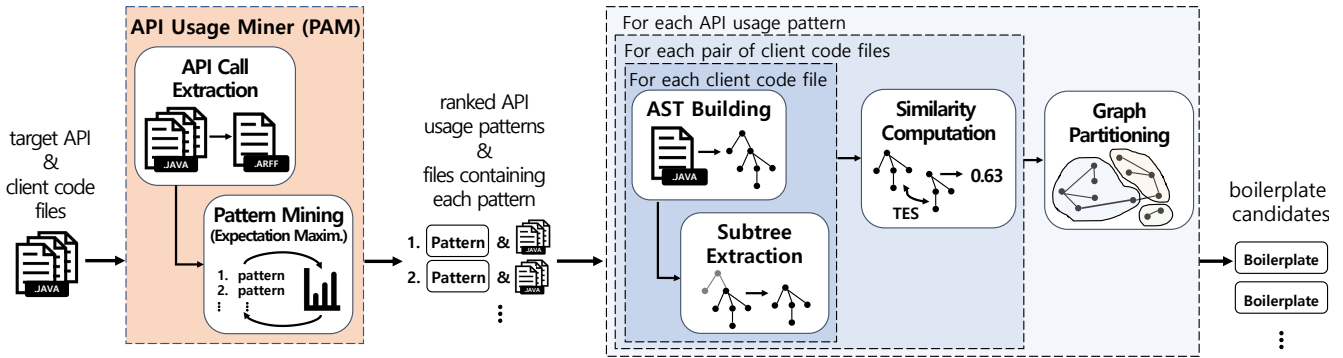 target API
&
client code
files
.JAVA
API Usage Miner (PAM)
API Call
Extraction
.JAVA
.ARFF
Pattern Mining
(Expectation Maxim.)
1. pattern
2. pattern
⋮ ⋮
ranked API
usage patterns
&
files containing
each pattern
1. Pattern & .JAVA
2. Pattern & .JAVA
⋮
For each API usage pattern
For each pair of client code files
For each client code file
AST Building
.JAVA
Subtree
Extraction
Similarity
Computation
0.63
TES
Graph
Partitioning
boilerplate
candidates
Boilerplate
Boilerplate
⋮